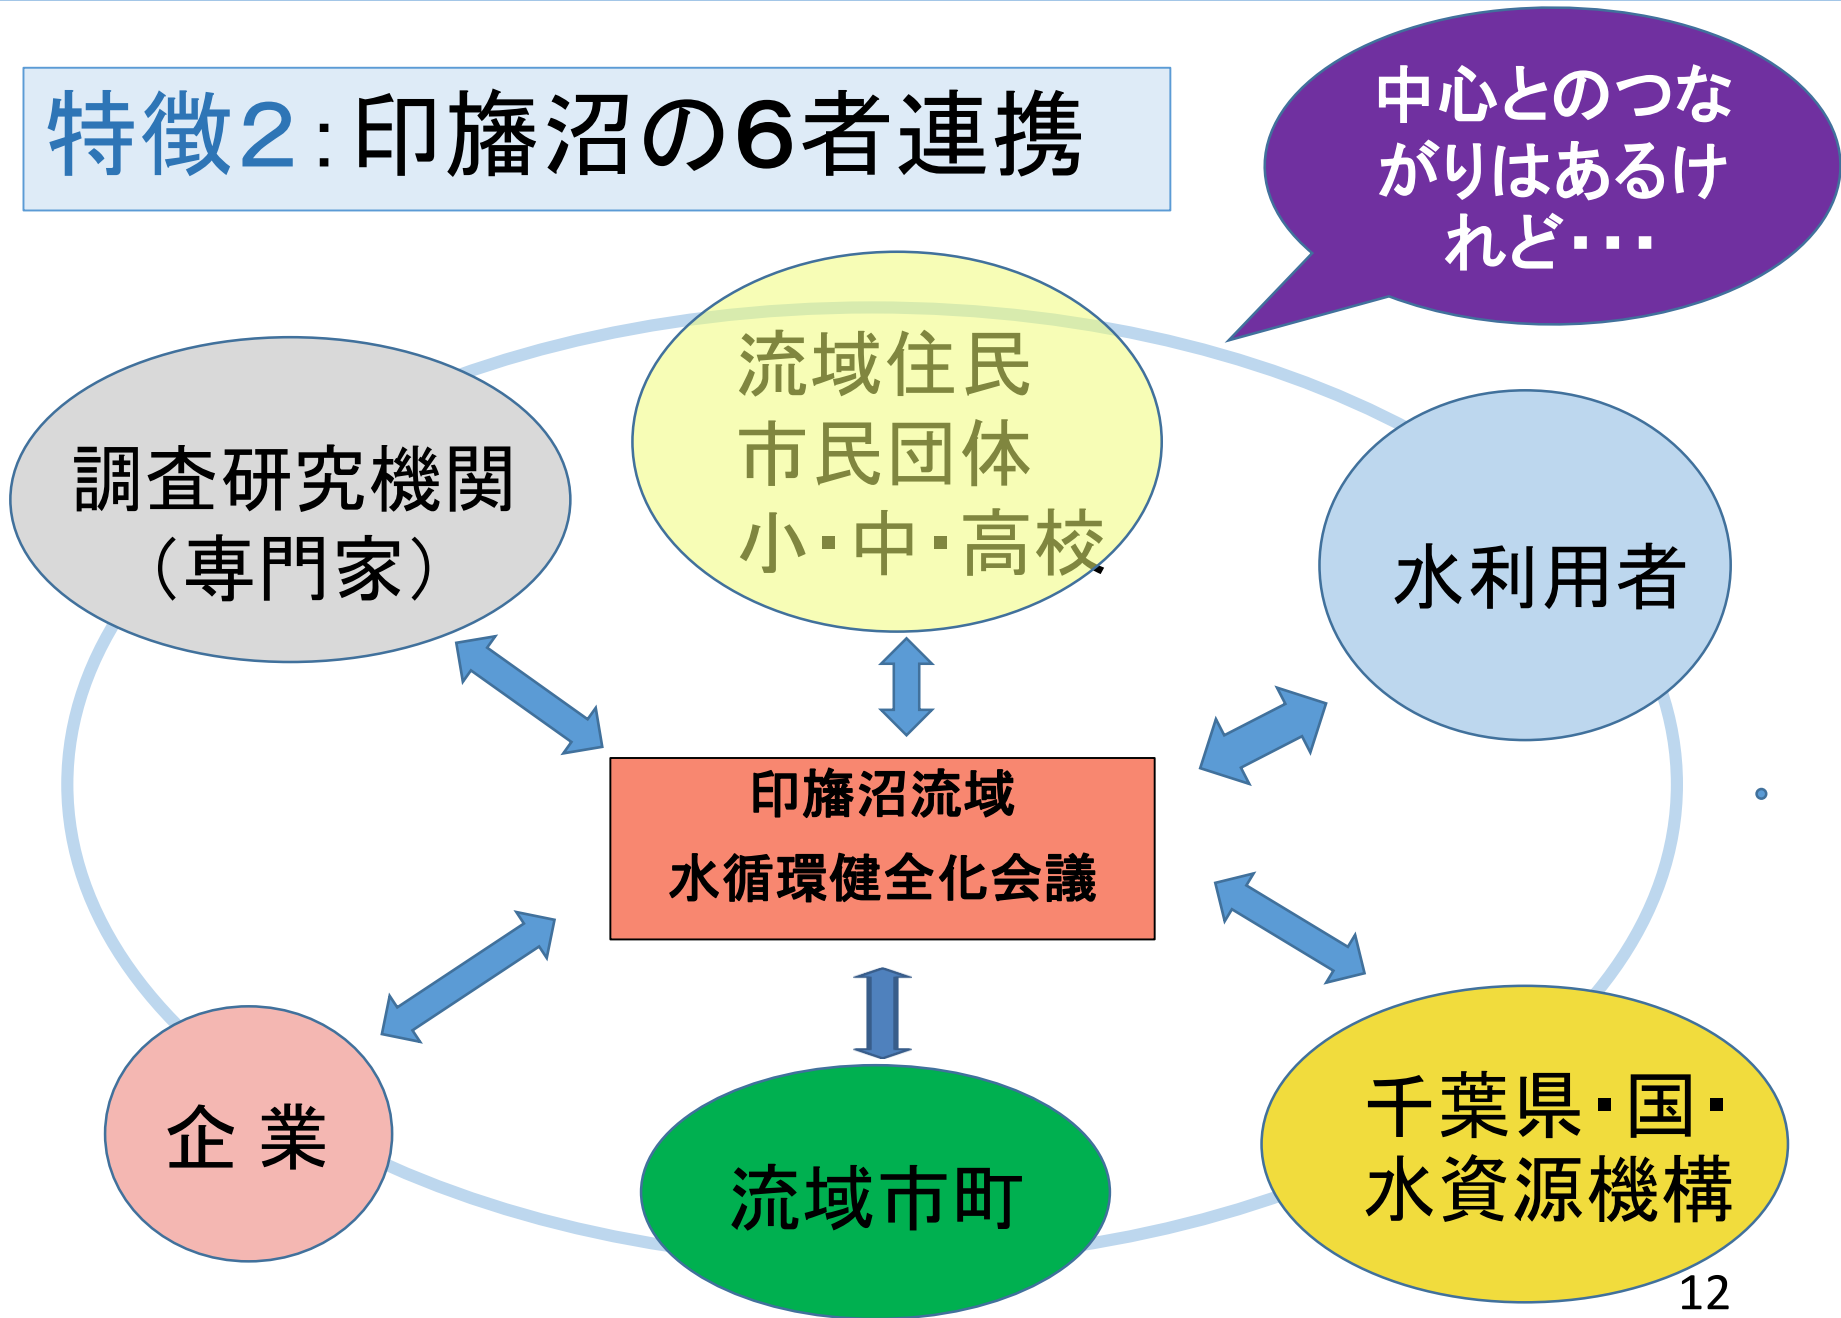 特徴２：印旛沼の6者連携
中心とのつな
がりはあるけ
れど・・・
流域住民
市民団体
小・中・高校
調査研究機関
（専門家）
水利用者
印旛沼流域
水循環健全化会議
企 業
流域市町
千葉県・国・
水資源機構
12